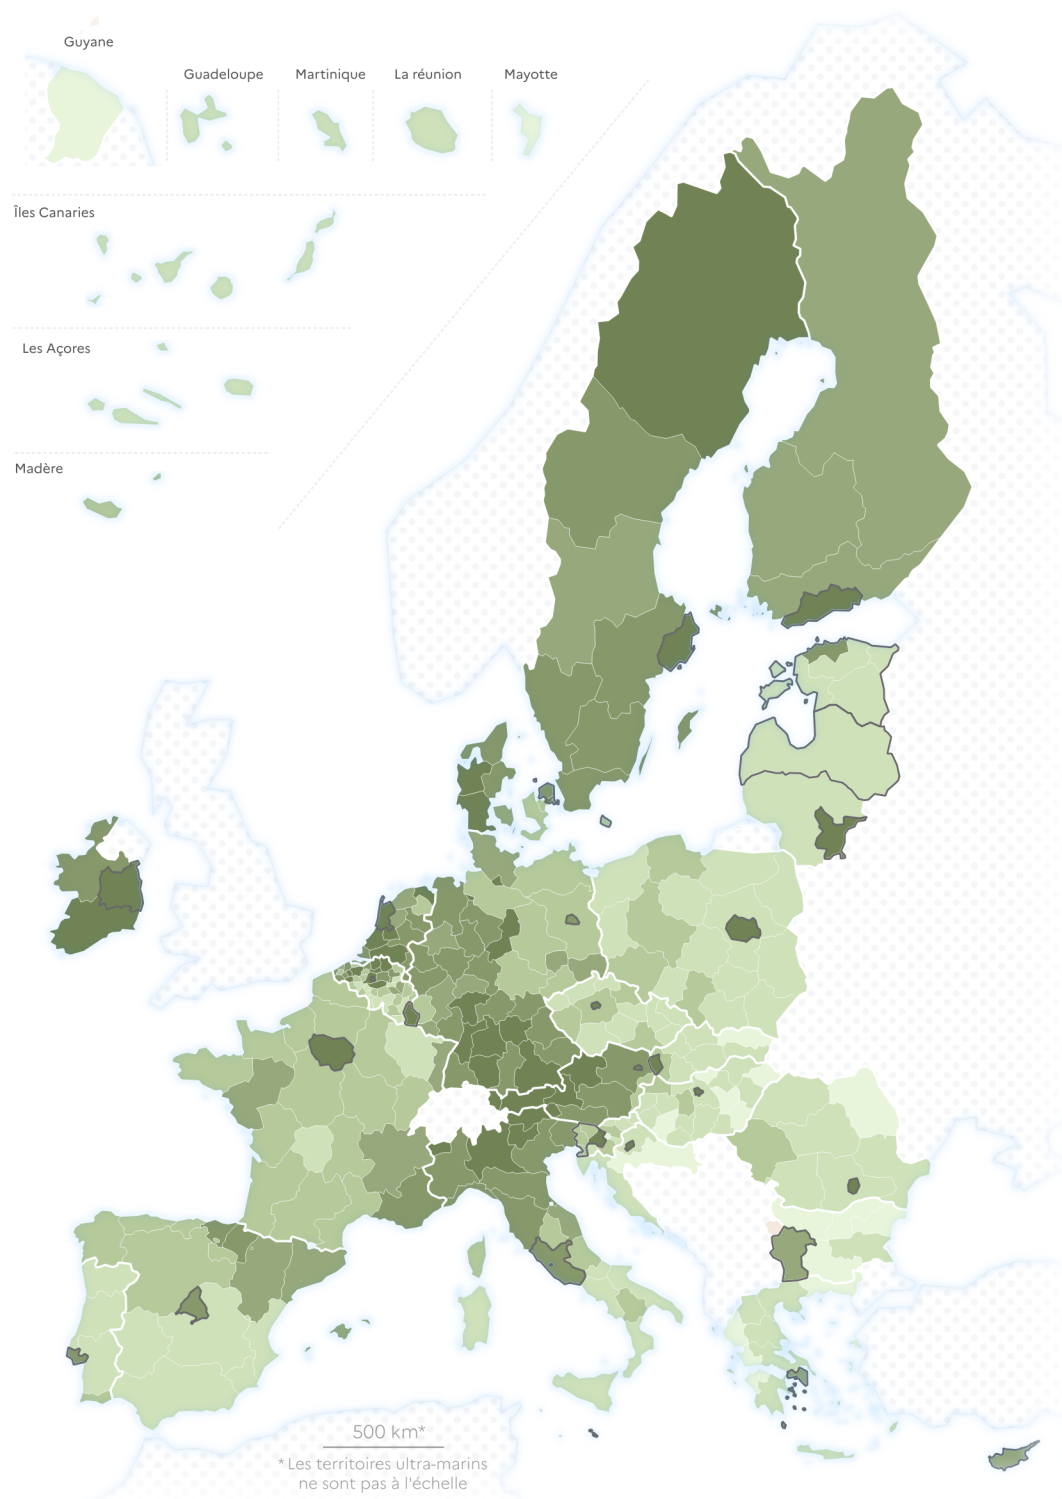 Guyane
Guadeloupe
Martinique
La réunion
Mayotte
Îles Canaries
Les Açores
Madère
500 km*
* Les territoires ultra-marins
ne sont pas à l'échelle